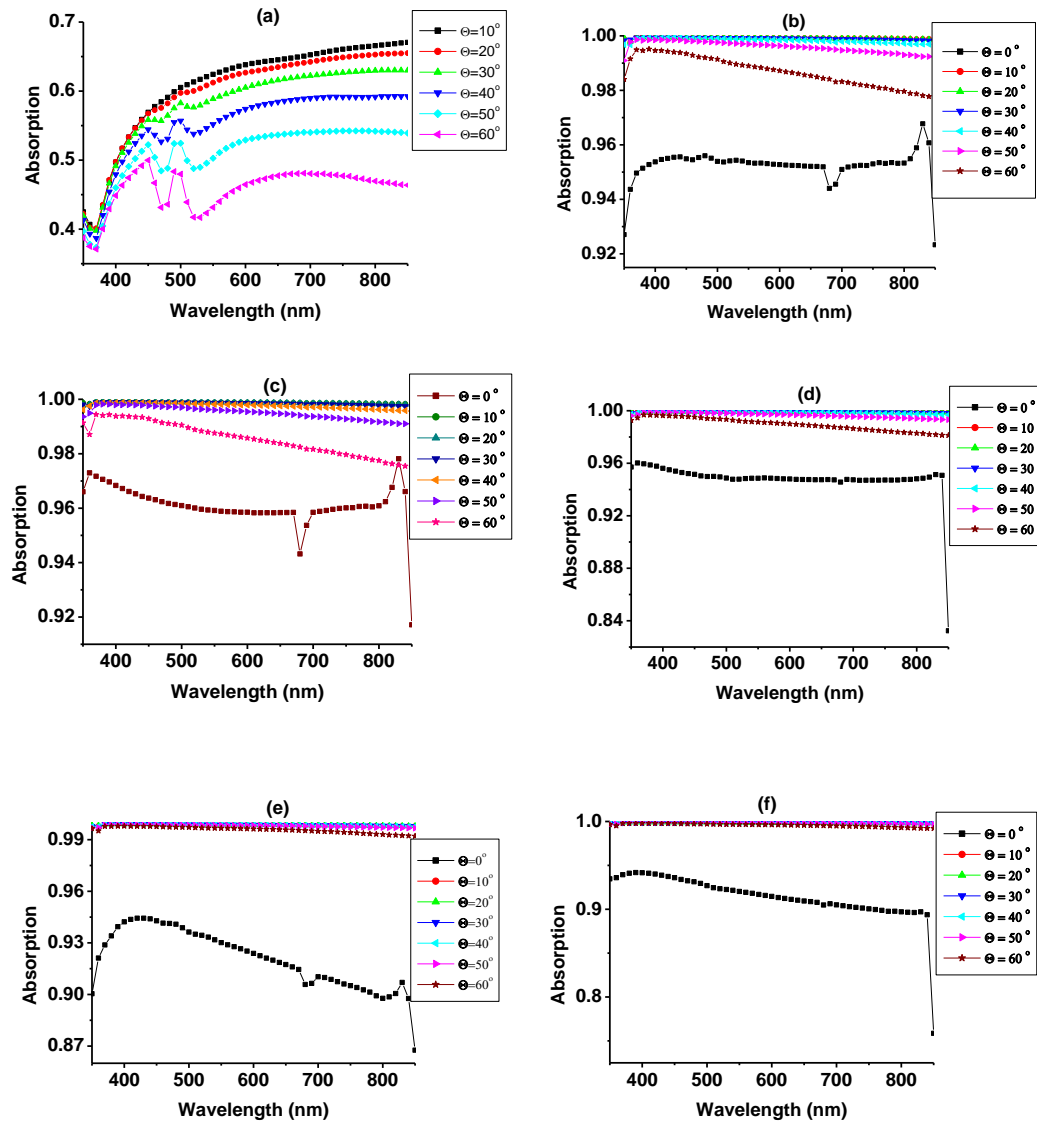 (a)
0.7
0.6
0.5
0.4
Absorption
400 500 600 700 800
Wavelength (nm)
Θ=10°
Θ=20°
Θ=30°
Θ=40°
Θ=50°
Θ=60°
(b)
1.00
0.98
0.96
0.94
0.92
Absorption
400 500 600 700 800
Wavelength (nm)
Θ = 0°
Θ = 10°
Θ = 20°
Θ = 30°
Θ = 40°
Θ = 50°
Θ = 60°
(c)
1.00
0.98
0.96
0.94
0.92
Absorption
400 500 600 700 800
Wavelength (nm)
Θ = 0°
Θ = 10°
Θ = 20°
Θ = 30°
Θ = 40°
Θ = 50°
Θ = 60°
(d)
1.00
0.96
0.92
0.88
0.84
Absorption
400 500 600 700 800
Wavelength (nm)
Θ = 0°
Θ = 10
Θ = 20
Θ = 30
Θ = 40
Θ = 50
Θ = 60
(e)
0.99
0.96
0.93
0.90
0.87
Absorption
400 500 600 700 800
Wavelength (nm)
Θ=0°
Θ=10°
Θ=20°
Θ=30°
Θ=40°
Θ=50°
Θ=60°
(f)
1.0
0.9
0.8
Absorption
400 500 600 700 800
Wavelength (nm)
Θ = 0°
Θ = 10°
Θ = 20°
Θ = 30°
Θ = 40°
Θ = 50°
Θ = 60°